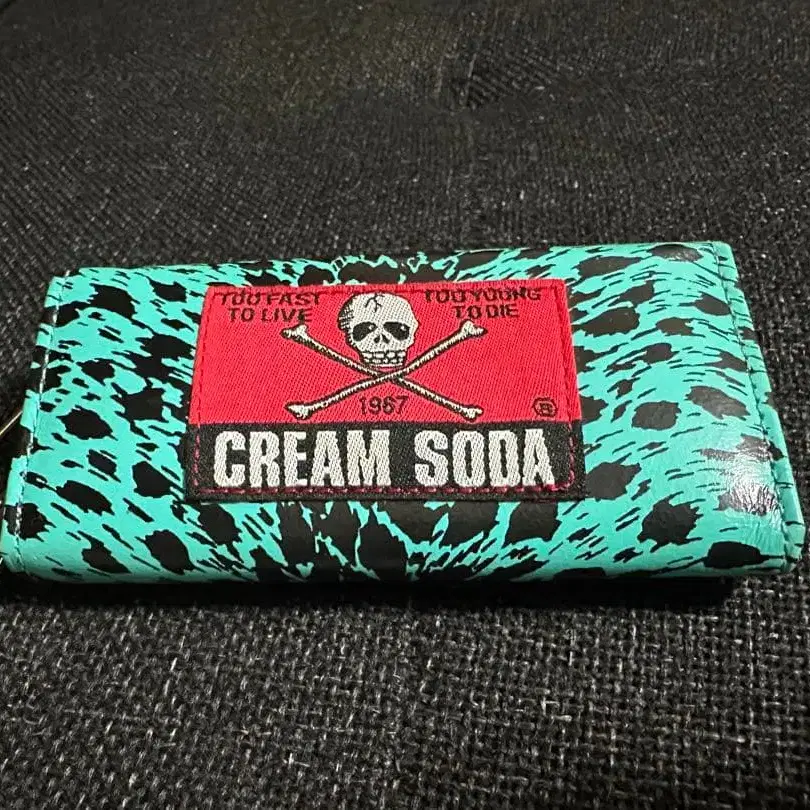 TOO FAST TOO YOUNG
TO LIVE TO DIE
1967
CREAM SODA